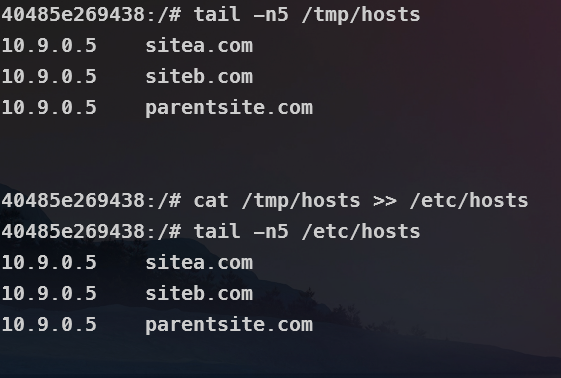 40485e269438:/# tail -n5 /tmp/hosts
10.9.0.5    sitea.com
10.9.0.5    siteb.com
10.9.0.5    parentsite.com
40485e269438:/# cat /tmp/hosts >> /etc/hosts
40485e269438:/# tail -n5 /etc/hosts
10.9.0.5    sitea.com
10.9.0.5    siteb.com
10.9.0.5    parentsite.com